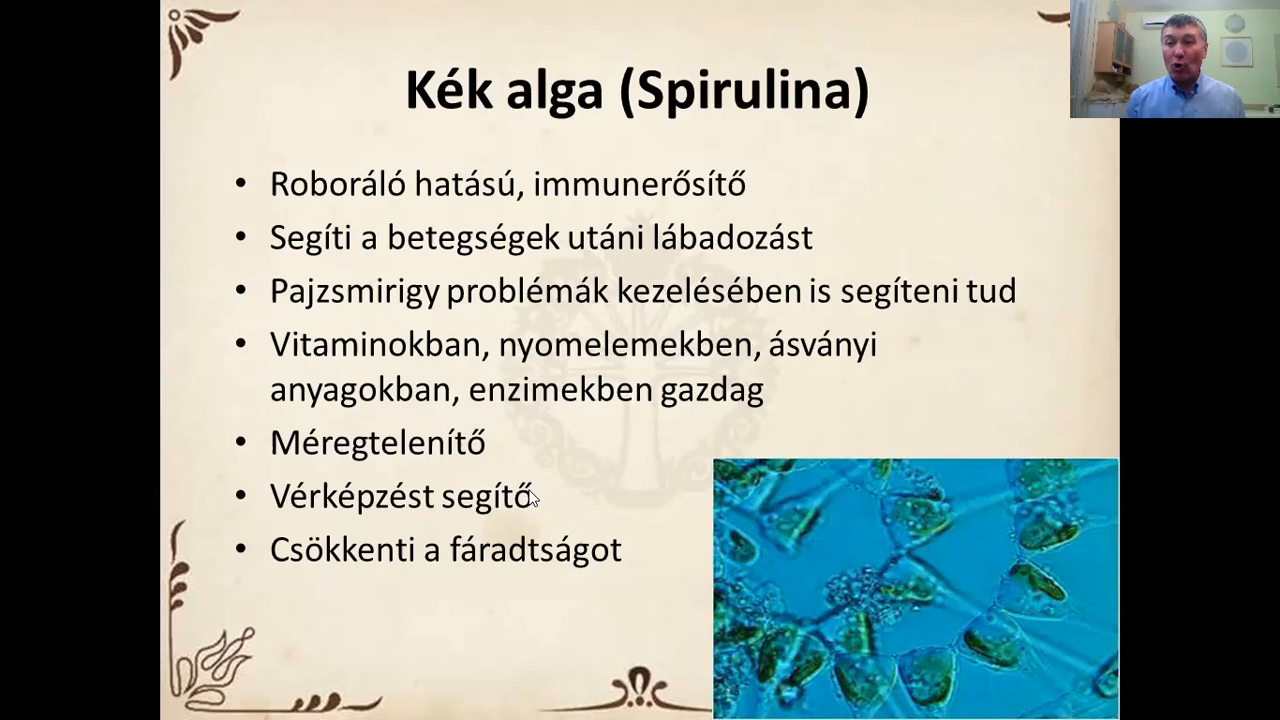 Kék alga (Spirulina)
• Roboráló hatású, immunerősítő
• Segíti a betegségek utáni lábadozást
• Pajzsmirigy problémák kezelésében is segíteni tud
• Vitaminokban, nyomelemekben, ásványi
anyagokban, enzimekben gazdag
• Méregtelenítő
• Vérképzést segítő
• Csökkenti a fáradtságot